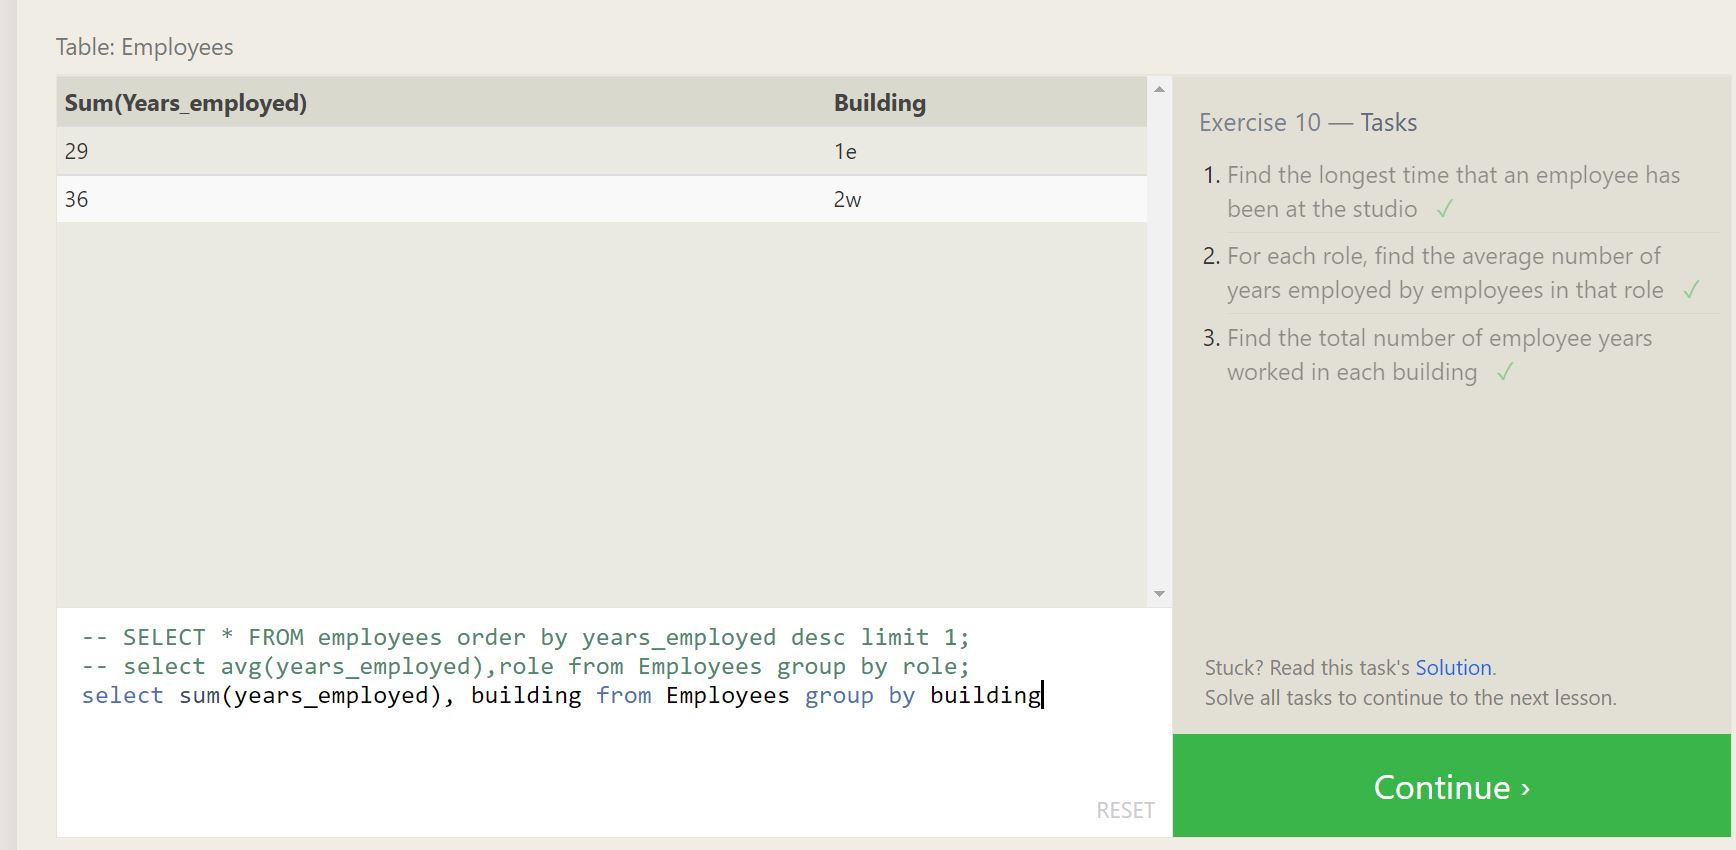 Table: Employees
Sum(Years_employed) Building
29 1e
36 2w
-- SELECT * FROM employees order by years_employed desc limit 1;
-- select avg(years_employed),role from Employees group by role;
select sum(years_employed), building from Employees group by building
RESET
Exercise 10 — Tasks
1. Find the longest time that an employee has
been at the studio ✓
2. For each role, find the average number of
years employed by employees in that role ✓
3. Find the total number of employee years
worked in each building ✓
Stuck? Read this task's Solution.
Solve all tasks to continue to the next lesson.
Continue ›